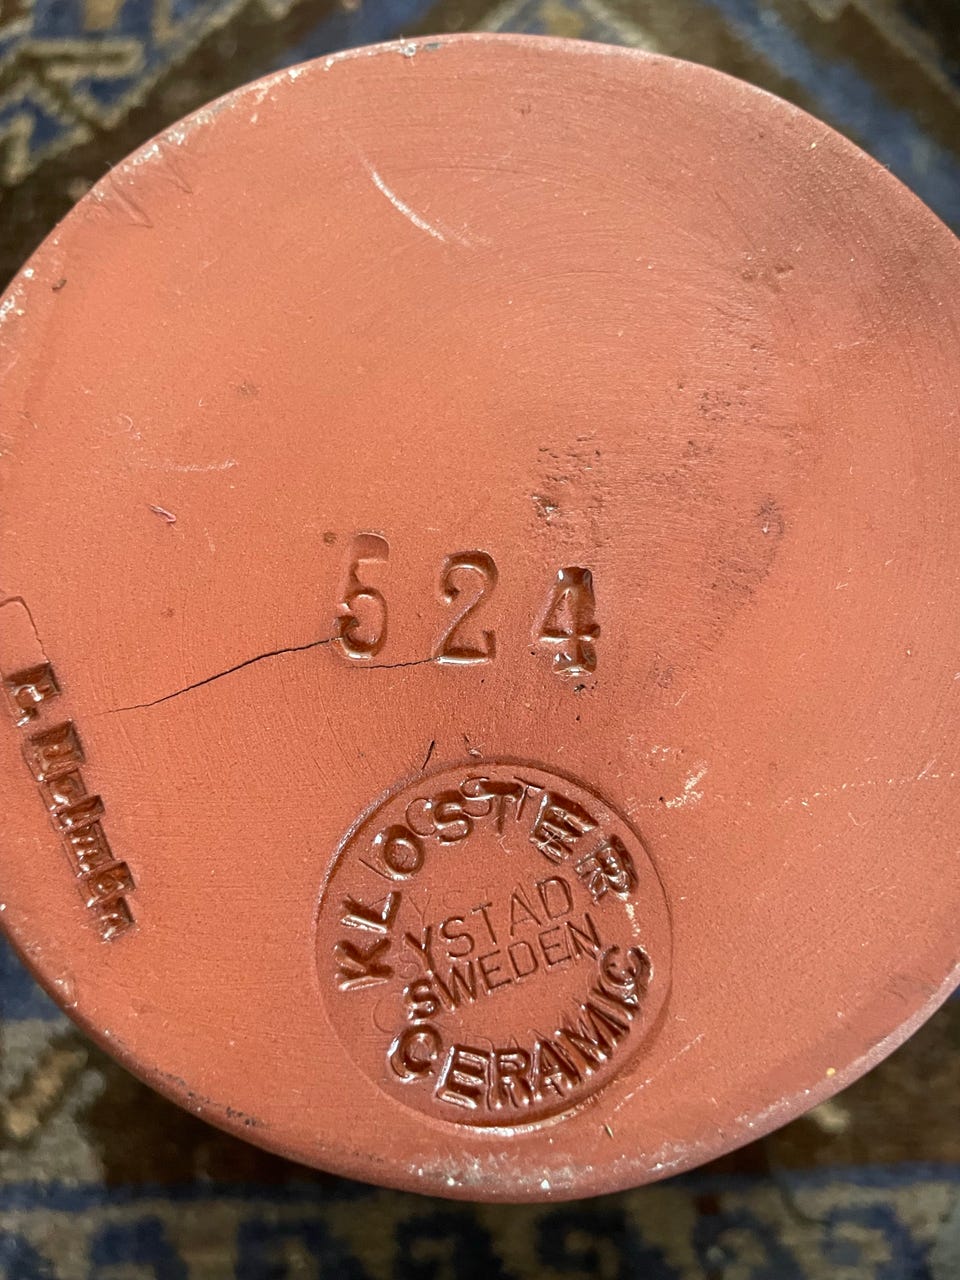 524
KLOSTER
YSTAD
SWEDEN
CERAMIC